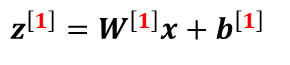 z[1] = W[1]x + b[1]